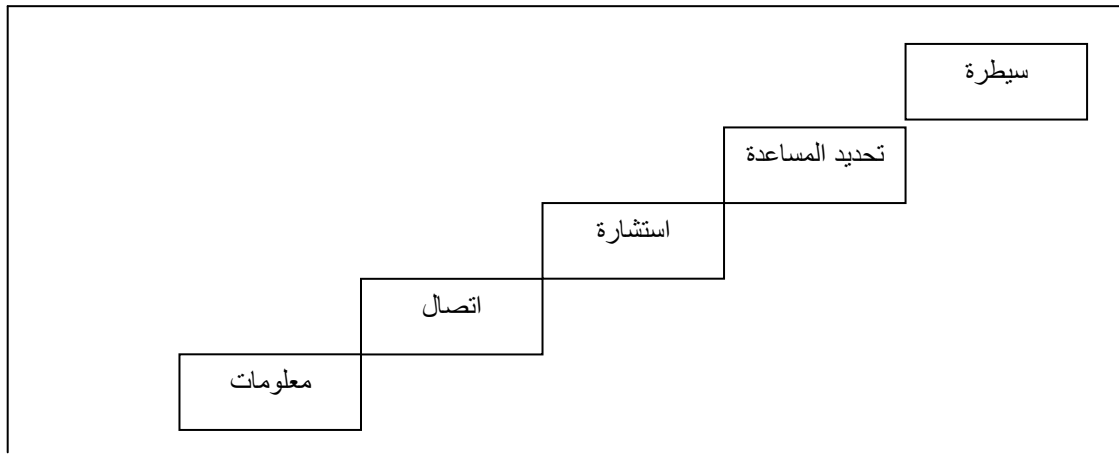 سيطرة
تحديد المساعدة
استشارة
اتصال
معلومات